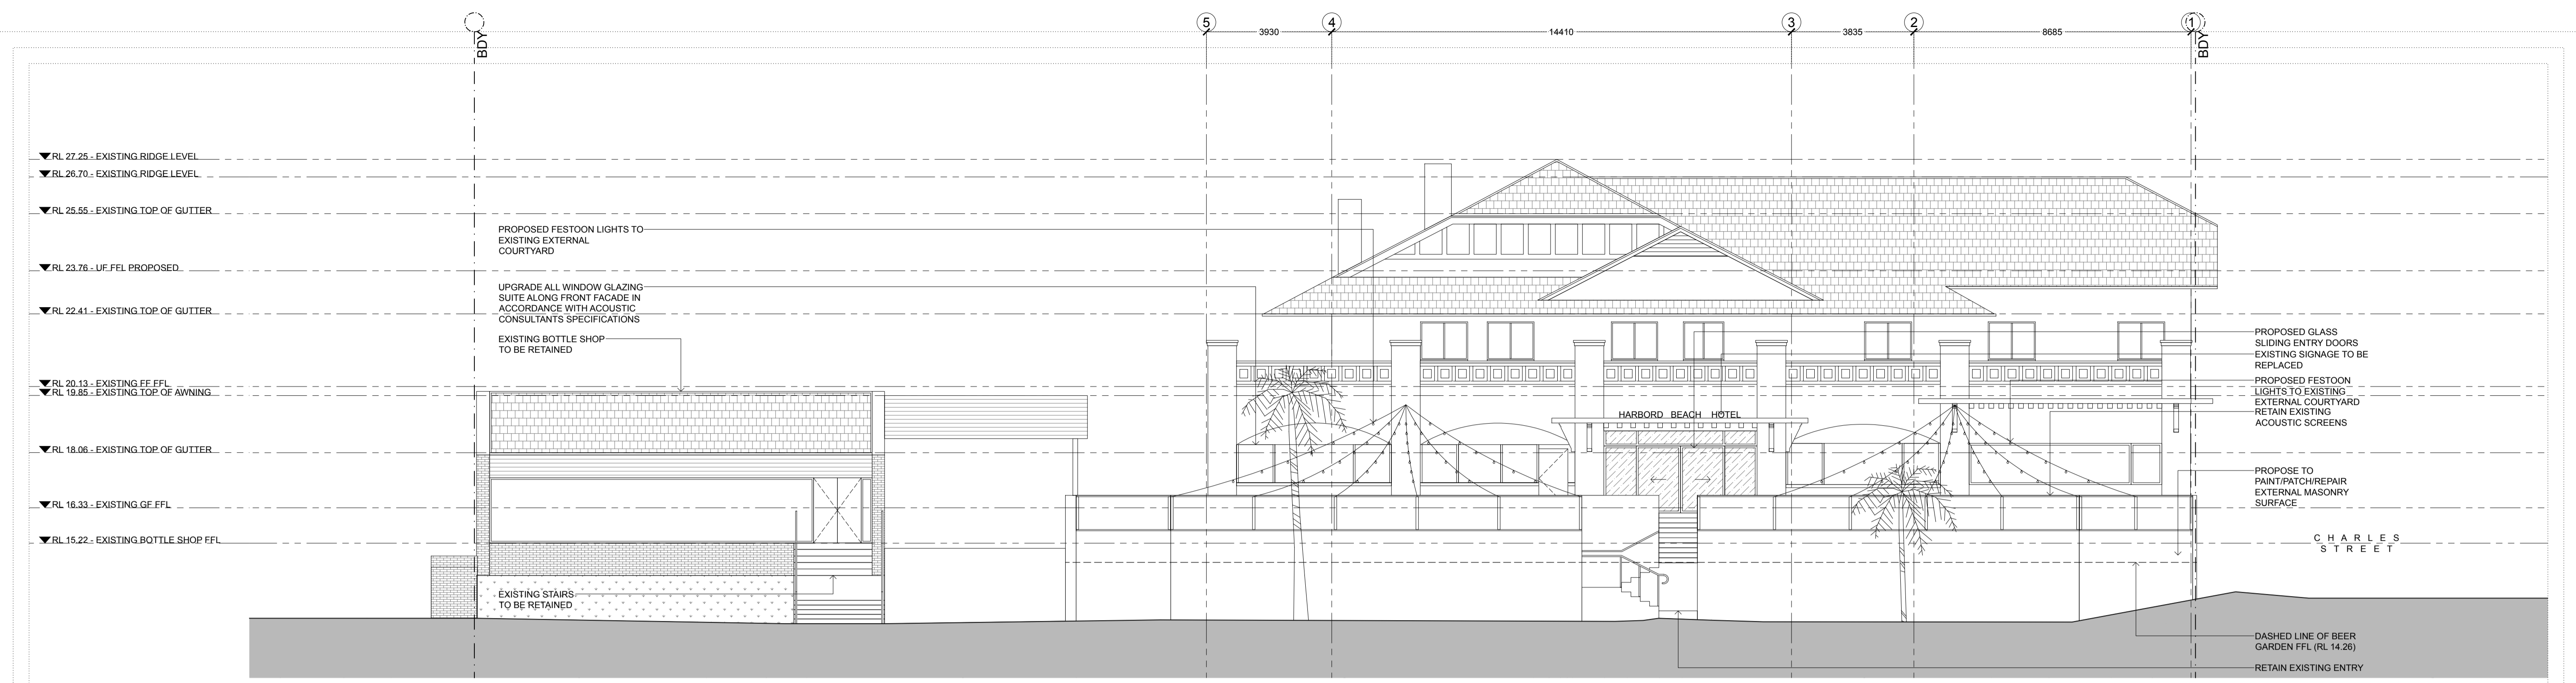 BDY
5
4
3
2
1
BDY
3930
14410
3835
8685
RL 27.25 - EXISTING RIDGE LEVEL
RL 26.70 - EXISTING RIDGE LEVEL
RL 25.55 - EXISTING TOP OF GUTTER
RL 23.76 - UF FFL PROPOSED
RL 22.41 - EXISTING TOP OF GUTTER
RL 20.13 - EXISTING FF FFL
RL 19.85 - EXISTING TOP OF AWNING
RL 18.06 - EXISTING TOP OF GUTTER
RL 16.33 - EXISTING GF FFL
RL 15.22 - EXISTING BOTTLE SHOP FFL
PROPOSED FESTOON LIGHTS TO
EXISTING EXTERNAL
COURTYARD
UPGRADE ALL WINDOW GLAZING
SUITE ALONG FRONT FACADE IN
ACCORDANCE WITH ACOUSTIC
CONSULTANTS SPECIFICATIONS
EXISTING BOTTLE SHOP
TO BE RETAINED
EXISTING STAIRS
TO BE RETAINED
HARBORD BEACH HOTEL
PROPOSED GLASS
SLIDING ENTRY DOORS
EXISTING SIGNAGE TO BE
REPLACED
PROPOSED FESTOON
LIGHTS TO EXISTING
EXTERNAL COURTYARD
RETAIN EXISTING
ACOUSTIC SCREENS
PROPOSE TO
PAINT/PATCH/REPAIR
EXTERNAL MASONRY
SURFACE
CHARLES
STREET
DASHED LINE OF BEER
GARDEN FFL (RL 14.26)
RETAIN EXISTING ENTRY